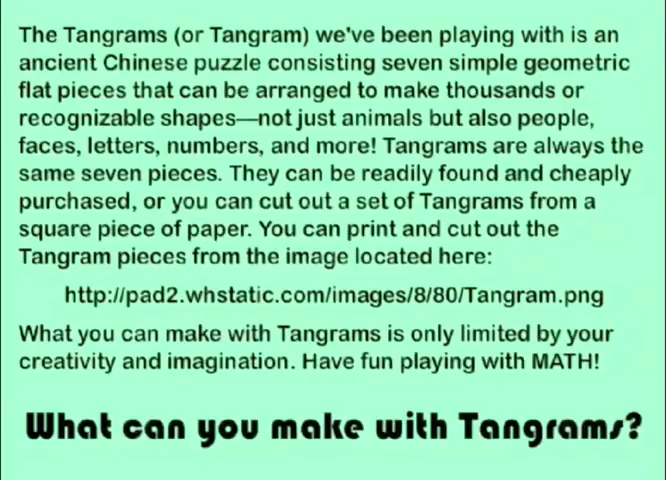 The Tangrams (or Tangram) we've been playing with is an
ancient Chinese puzzle consisting seven simple geometric
flat pieces that can be arranged to make thousands or
recognizable shapes—not just animals but also people,
faces, letters, numbers, and more! Tangrams are always the
same seven pieces. They can be readily found and cheaply
purchased, or you can cut out a set of Tangrams from a
square piece of paper. You can print and cut out the
Tangram pieces from the image located here:
http://pad2.whstatic.com/images/8/80/Tangram.png
What you can make with Tangrams is only limited by your
creativity and imagination. Have fun playing with MATH!
What can you make with Tangrams?